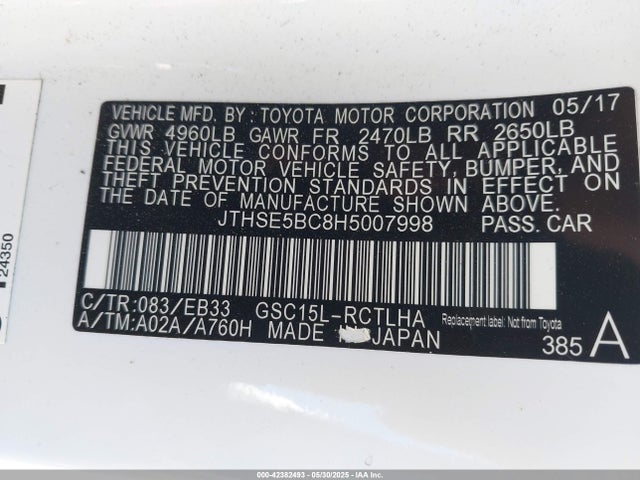 VEHICLE MFD. BY: TOYOTA MOTOR CORPORATION 05/17
GVWR 4960LB GAWR FR 2470LB RR 2650LB
THIS VEHICLE CONFORMS TO ALL APPLICABLE
FEDERAL MOTOR VEHICLE SAFETY, BUMPER, AND
THEFT PREVENTION STANDARDS IN EFFECT ON
THE DATE OF MANUFACTURE SHOWN ABOVE.
JTHSE5BC8H5007998 PASS. CAR
C/TR:083/EB33 GSC15L-RCTLHA
Replacement label: Not from Toyota
A/TM:A02A/A760H MADE JAPAN
385 A
24350
000-42382493 - 05/30/2025 - IAAI.COM